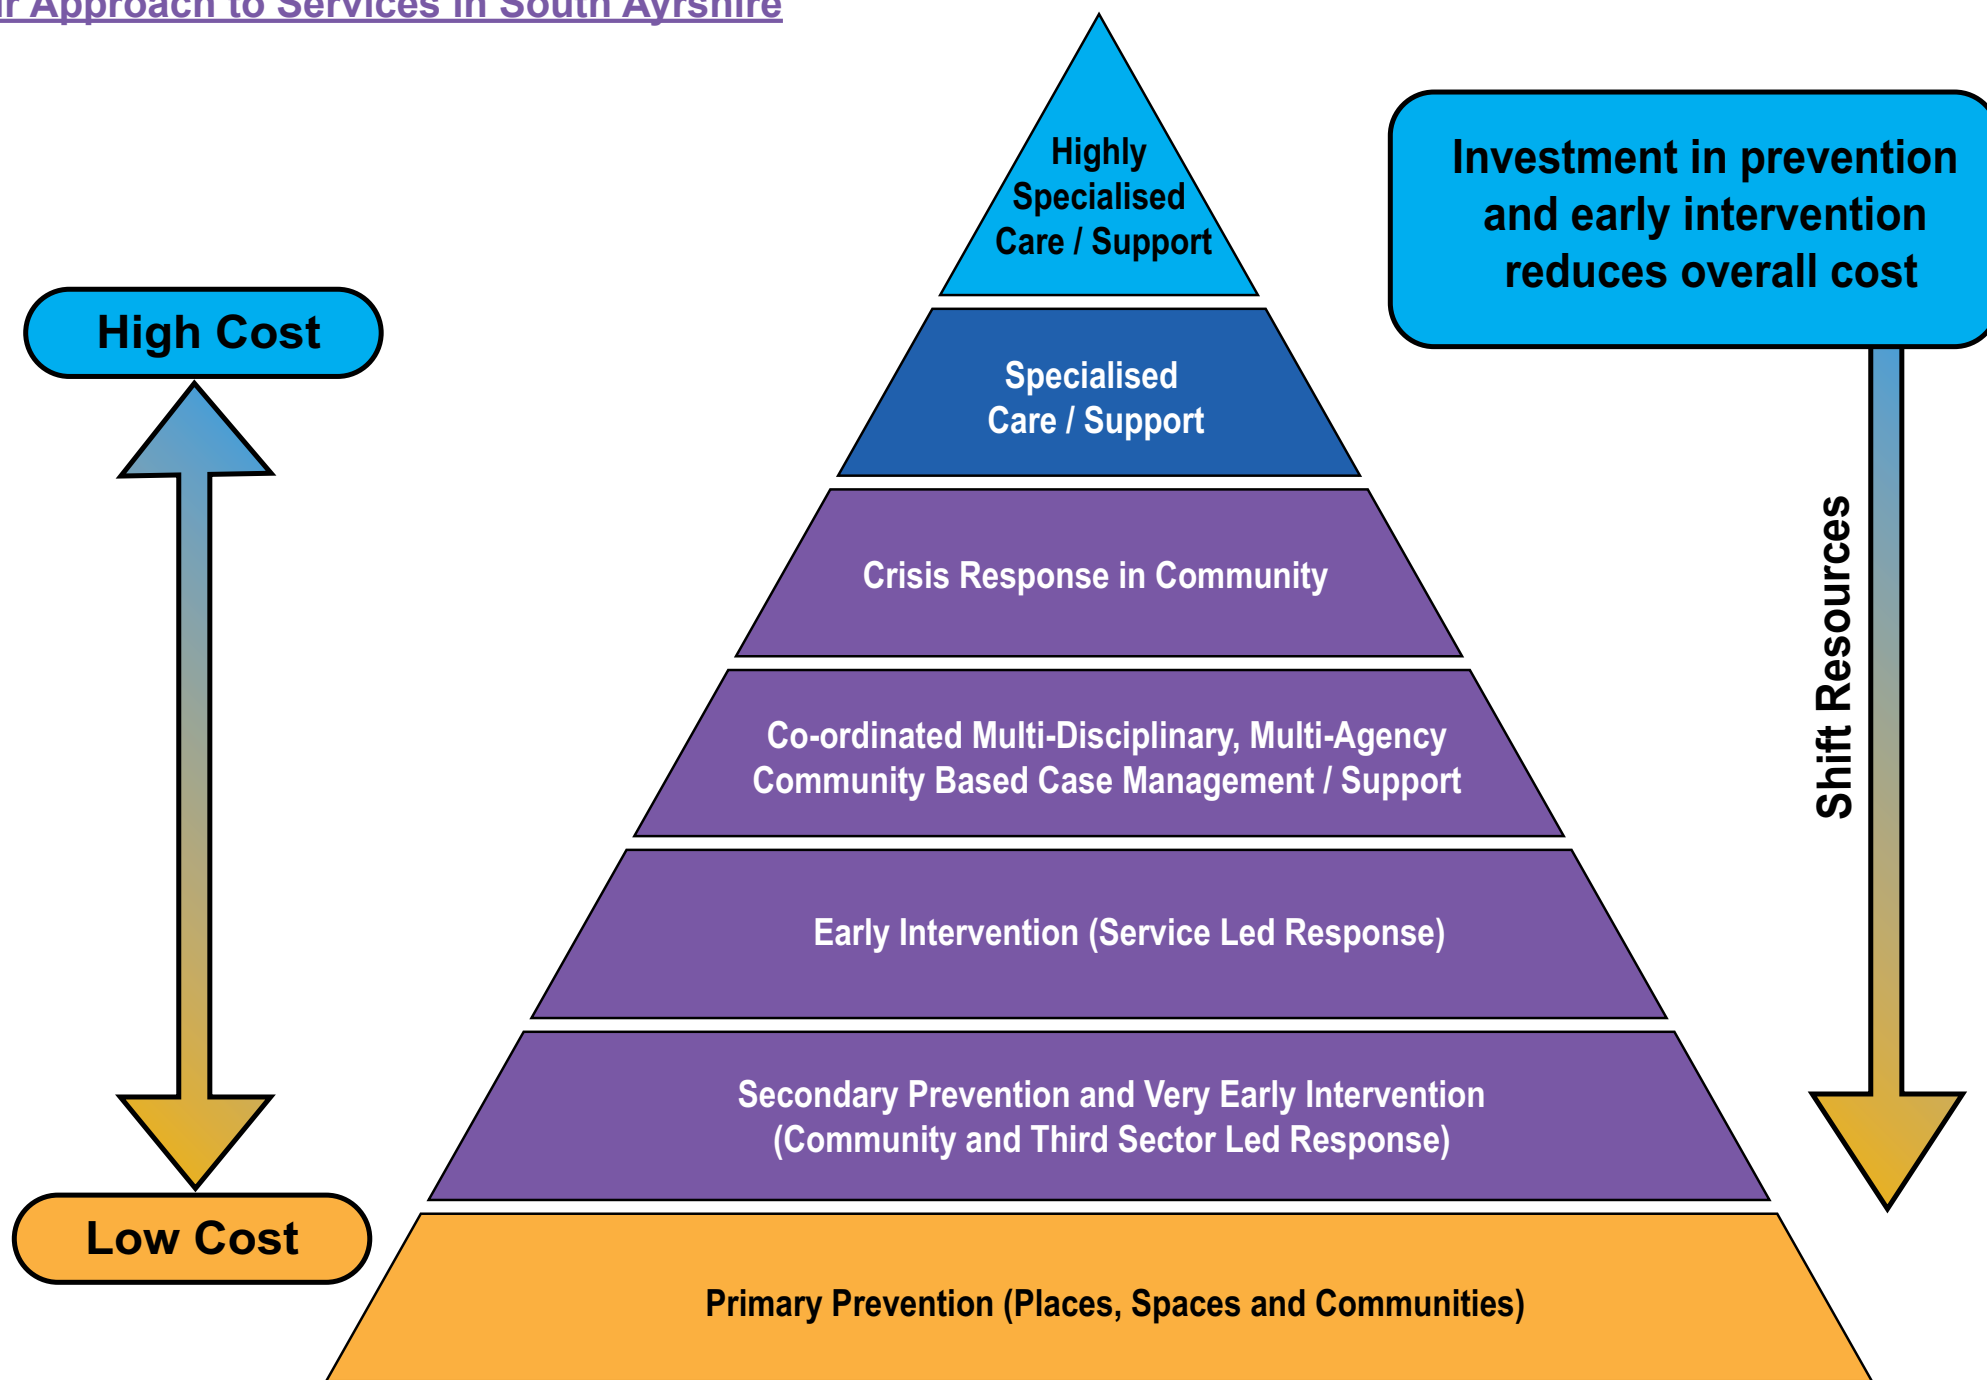 Approach to Services in South Ayrshire
Highly
Specialised
Care / Support
Investment in prevention
and early intervention
reduces overall cost
High Cost
Specialised
Care / Support
Crisis Response in Community
Shift Resources
Co-ordinated Multi-Disciplinary, Multi-Agency
Community Based Case Management / Support
Early Intervention (Service Led Response)
Secondary Prevention and Very Early Intervention
(Community and Third Sector Led Response)
Low Cost
Primary Prevention (Places, Spaces and Communities)